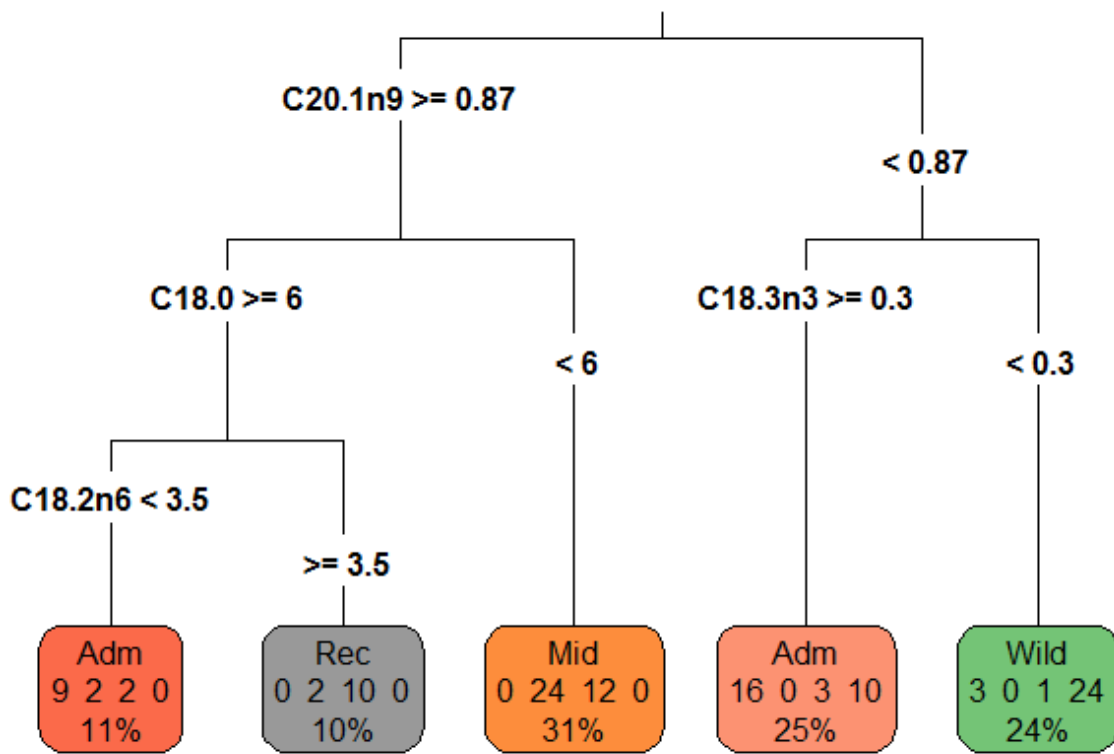 C20.1n9 >= 0.87
< 0.87
C18.0 >= 6
C18.3n3 >= 0.3
< 6
< 0.3
C18.2n6 < 3.5
>= 3.5
Adm
9 2 2 0
11%
Rec
0 2 10 0
10%
Mid
0 24 12 0
31%
Adm
16 0 3 10
25%
Wild
3 0 1 24
24%